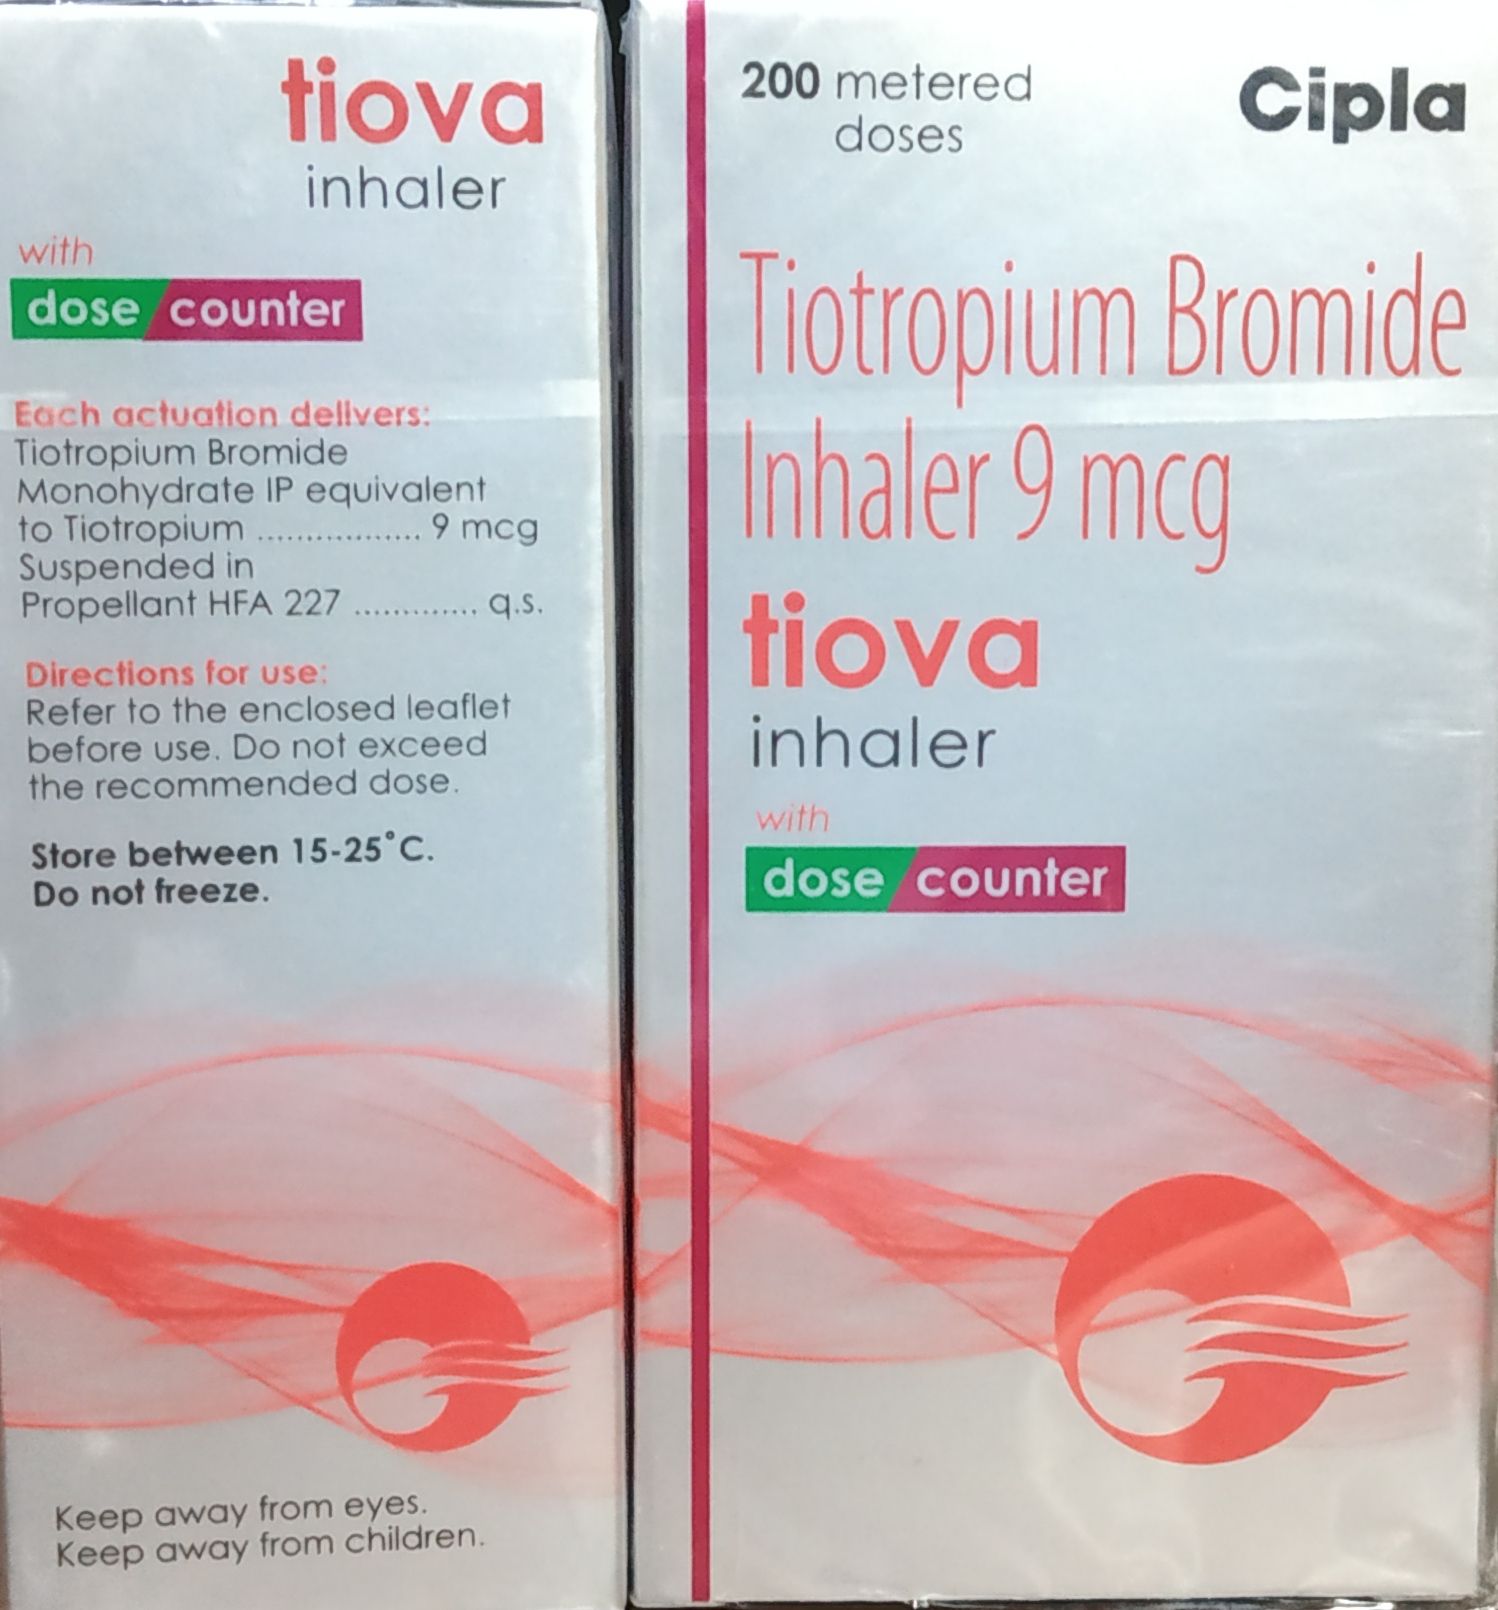 tiova
inhaler
with
dose counter
Each actuation delivers:
Tiotropium Bromide
Monohydrate IP equivalent
to Tiotropium ................. 9 mcg
Suspended in
Propellant HFA 227 ............. q.s.
Directions for use:
Refer to the enclosed leaflet
before use. Do not exceed
the recommended dose.
Store between 15-25°C.
Do not freeze.
Keep away from eyes.
Keep away from children.
200 metered
doses
Cipla
Tiotropium Bromide
Inhaler 9 mcg
tiova
inhaler
with
dose counter